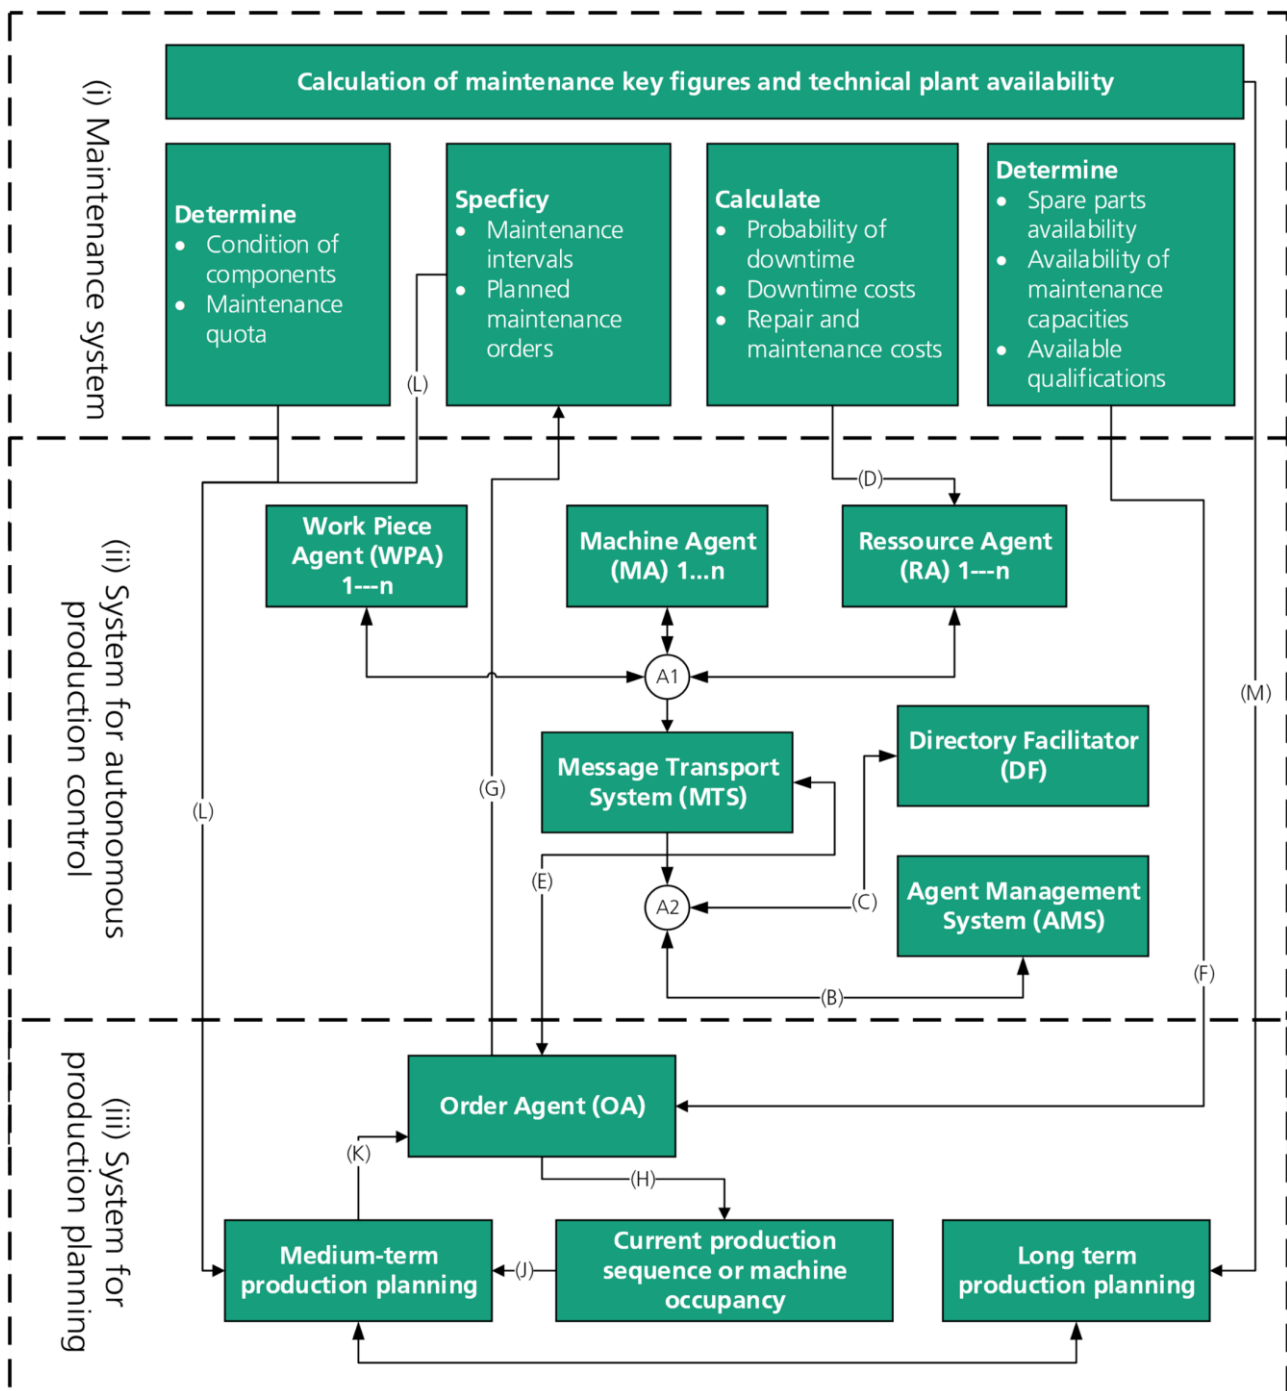 (i) Maintenance system
Calculation of maintenance key figures and technical plant availability
Determine
• Condition of
components
• Maintenance
quota
Specficy
• Maintenance
intervals
• Planned
maintenance
orders
Calculate
• Probability of
downtime
• Downtime costs
• Repair and
maintenance costs
Determine
• Spare parts
availability
• Availability of
maintenance
capacities
• Available
qualifications
(L)
(D)
(ii) System for autonomous
production control
Work Piece
Agent (WPA)
1---n
Machine Agent
(MA) 1...n
Ressource Agent
(RA) 1---n
A1
(M)
Directory Facilitator
(DF)
Message Transport
System (MTS)
(G)
(L)
(E)
A2
(C)
Agent Management
System (AMS)
(F)
(B)
(iii) System for
production planning
Order Agent (OA)
(K)
(H)
Medium-term
production planning
(J)
Current production
sequence or machine
occupancy
Long term
production planning